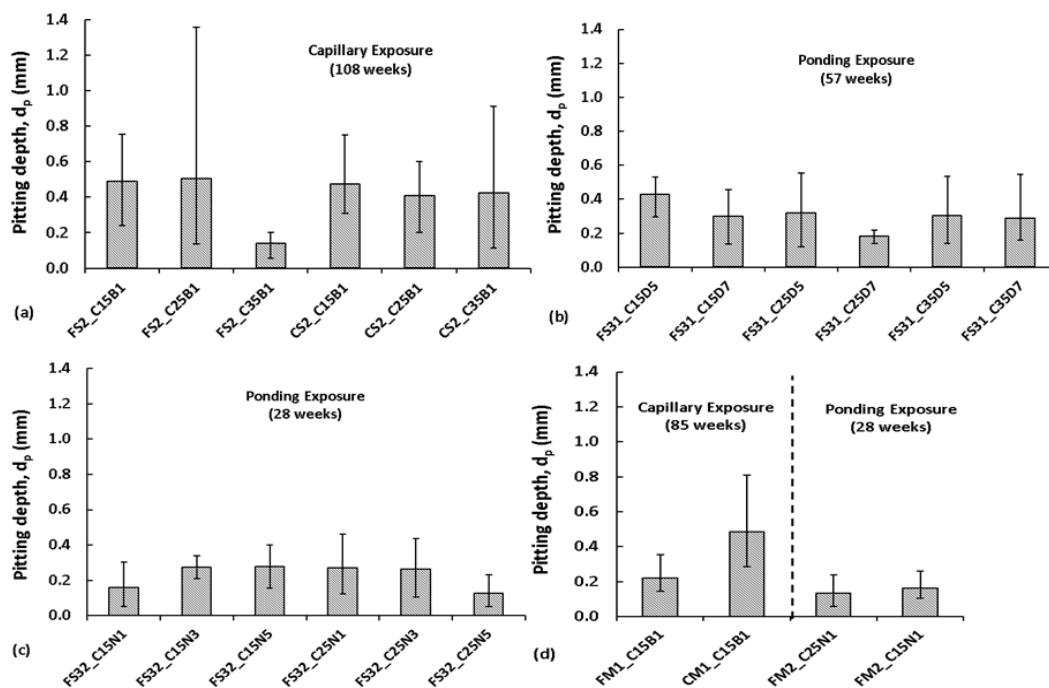 1.4
1.2
1.0
0.8
0.6
0.4
0.2
0.0
Pitting depth, dp (mm)
Capillary Exposure
(108 weeks)
FS2_C15B1
FS2_C25B1
FS2_C35B1
CS2_C15B1
CS2_C25B1
CS2_C35B1
(a)
1.4
1.2
1.0
0.8
0.6
0.4
0.2
0.0
Pitting depth, dp (mm)
Ponding Exposure
(57 weeks)
FS31_C15D5
FS31_C15D7
FS31_C25D5
FS31_C25D7
FS31_C35D5
FS31_C35D7
(b)
1.4
1.2
1.0
0.8
0.6
0.4
0.2
0.0
Pitting depth, dp (mm)
Ponding Exposure
(28 weeks)
FS32_C15N1
FS32_C15N3
FS32_C15N5
FS32_C25N1
FS32_C25N3
FS32_C25N5
(c)
1.4
1.2
1.0
0.8
0.6
0.4
0.2
0.0
Pitting depth, dp (mm)
Capillary Exposure
(85 weeks)
Ponding Exposure
(28 weeks)
FM1_C15B1
CM1_C15B1
FM2_C25N1
FM2_C15N1
(d)